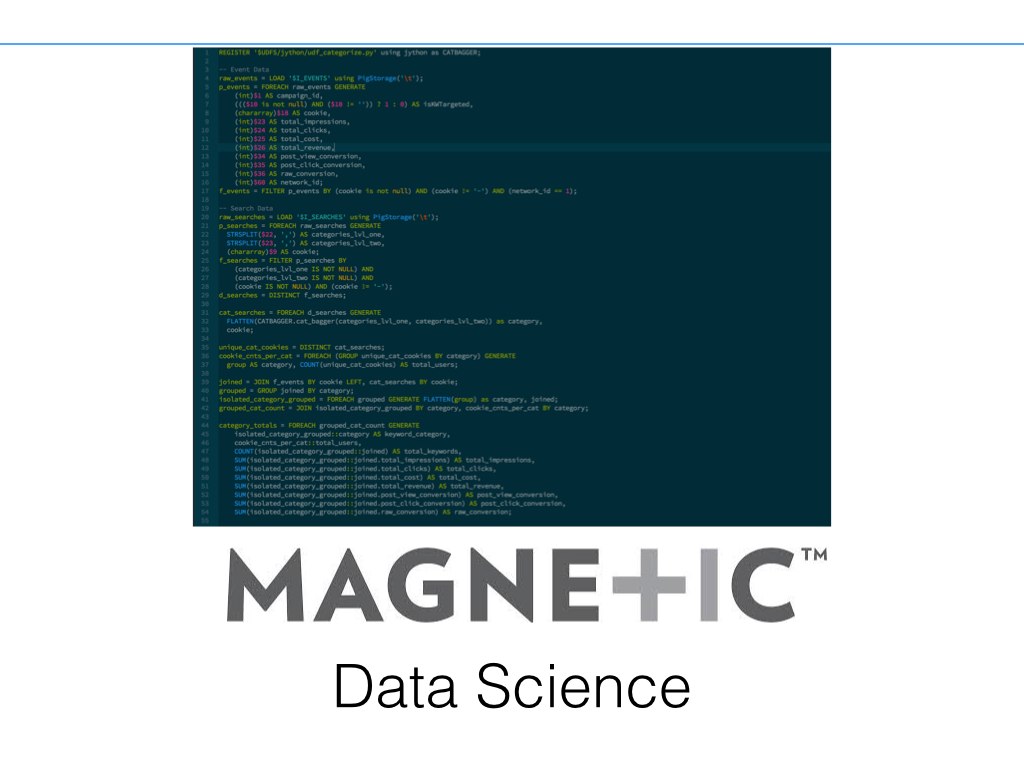 1 REGISTER '$UDFS/jython/udf_categorize.py' using jython as CATBAGGER;
2
3 -- Event Data
4 raw_events = LOAD '$I_EVENTS' using PigStorage('\t');
5 p_events = FOREACH raw_events GENERATE
6 (int)$1 AS campaign_id,
7 ((($10 is not null) AND ($10 != '')) ? 1 : 0) AS isKWTargeted,
8 (chararray)$18 AS cookie,
9 (int)$23 AS total_impressions,
10 (int)$24 AS total_clicks,
11 (int)$25 AS total_cost,
12 (int)$26 AS total_revenue,
13 (int)$34 AS post_view_conversion,
14 (int)$35 AS post_click_conversion,
15 (int)$36 AS raw_conversion,
16 (int)$60 AS network_id;
17 f_events = FILTER p_events BY (cookie is not null) AND (cookie != '-') AND (network_id == 1);
18
19 -- Search Data
20 raw_searches = LOAD '$I_SEARCHES' using PigStorage('\t');
21 p_searches = FOREACH raw_searches GENERATE
22 STRSPLIT($22, ',') AS categories_lvl_one,
23 STRSPLIT($23, ',') AS categories_lvl_two,
24 (chararray)$9 AS cookie;
25 f_searches = FILTER p_searches BY
26 (categories_lvl_one IS NOT NULL) AND
27 (categories_lvl_two IS NOT NULL) AND
28 (cookie IS NOT NULL) AND (cookie != '-');
29 d_searches = DISTINCT f_searches;
30
31 cat_searches = FOREACH d_searches GENERATE
32 FLATTEN(CATBAGGER.cat_bagger(categories_lvl_one, categories_lvl_two)) as category,
33 cookie;
34
35 unique_cat_cookies = DISTINCT cat_searches;
36 cookie_cnts_per_cat = FOREACH (GROUP unique_cat_cookies BY category) GENERATE
37 group AS category, COUNT(unique_cat_cookies) AS total_users;
38
39 joined = JOIN f_events BY cookie LEFT, cat_searches BY cookie;
40 grouped = GROUP joined BY category;
41 isolated_category_grouped = FOREACH grouped GENERATE FLATTEN(group) as category, joined;
42 grouped_cat_count = JOIN isolated_category_grouped BY category, cookie_cnts_per_cat BY category;
43
44 category_totals = FOREACH grouped_cat_count GENERATE
45 isolated_category_grouped::category AS keyword_category,
46 cookie_cnts_per_cat::total_users,
47 COUNT(isolated_category_grouped::joined) AS total_keywords,
48 SUM(isolated_category_grouped::joined.total_impressions) AS total_impressions,
49 SUM(isolated_category_grouped::joined.total_clicks) AS total_clicks,
50 SUM(isolated_category_grouped::joined.total_cost) AS total_cost,
51 SUM(isolated_category_grouped::joined.total_revenue) AS total_revenue,
52 SUM(isolated_category_grouped::joined.post_view_conversion) AS post_view_conversion,
53 SUM(isolated_category_grouped::joined.post_click_conversion) AS post_click_conversion,
54 SUM(isolated_category_grouped::joined.raw_conversion) AS raw_conversion;
55
MAGNETIC™
Data Science